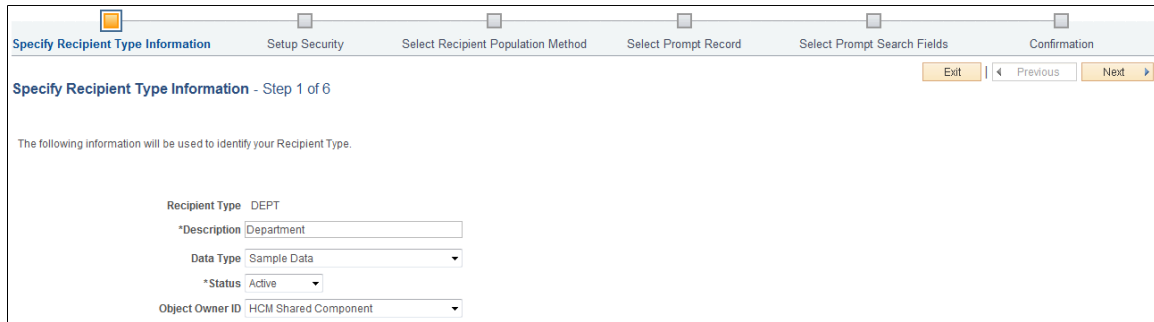 Specify Recipient Type Information Setup Security Select Recipient Population Method Select Prompt Record Select Prompt Search Fields Confirmation
Exit | Previous Next
Specify Recipient Type Information - Step 1 of 6
The following information will be used to identify your Recipient Type.
Recipient Type DEPT
*Description Department
Data Type Sample Data
*Status Active
Object Owner ID HCM Shared Component